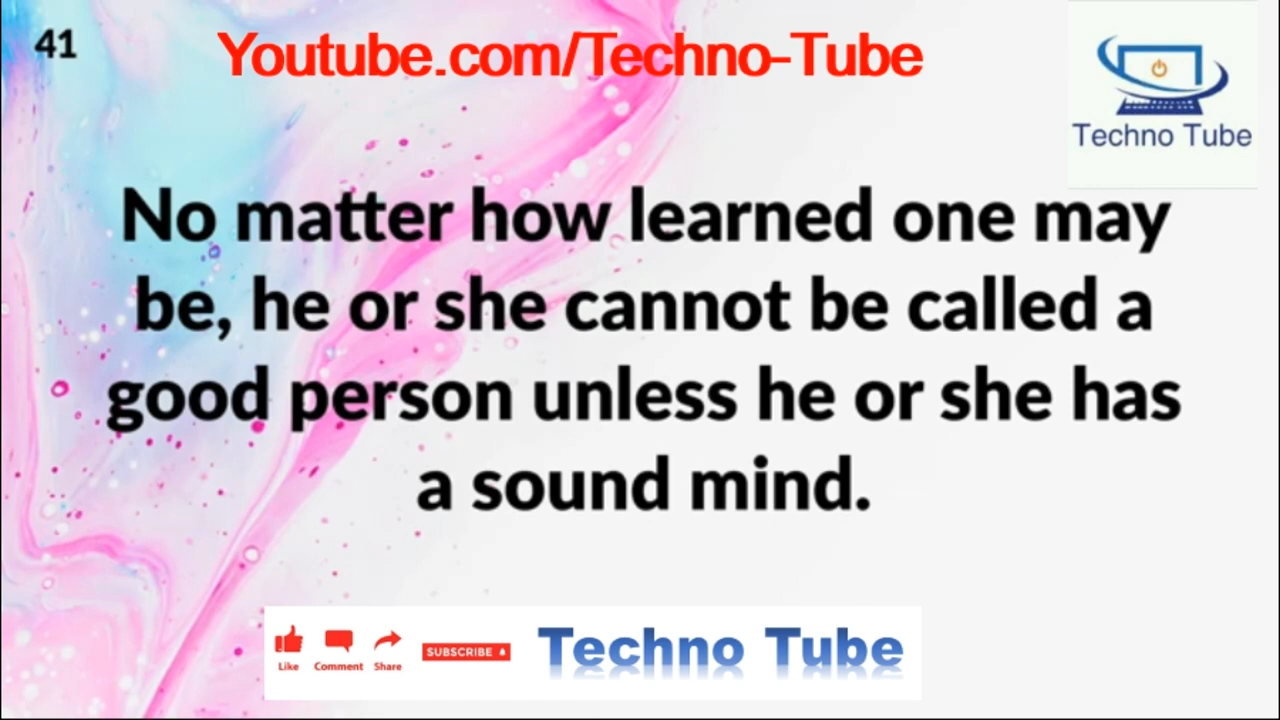 41
Youtube.com/Techno-Tube
Techno Tube
No matter how learned one may
be, he or she cannot be called a
good person unless he or she has
a sound mind.
Like Comment Share SUBSCRIBE Techno Tube